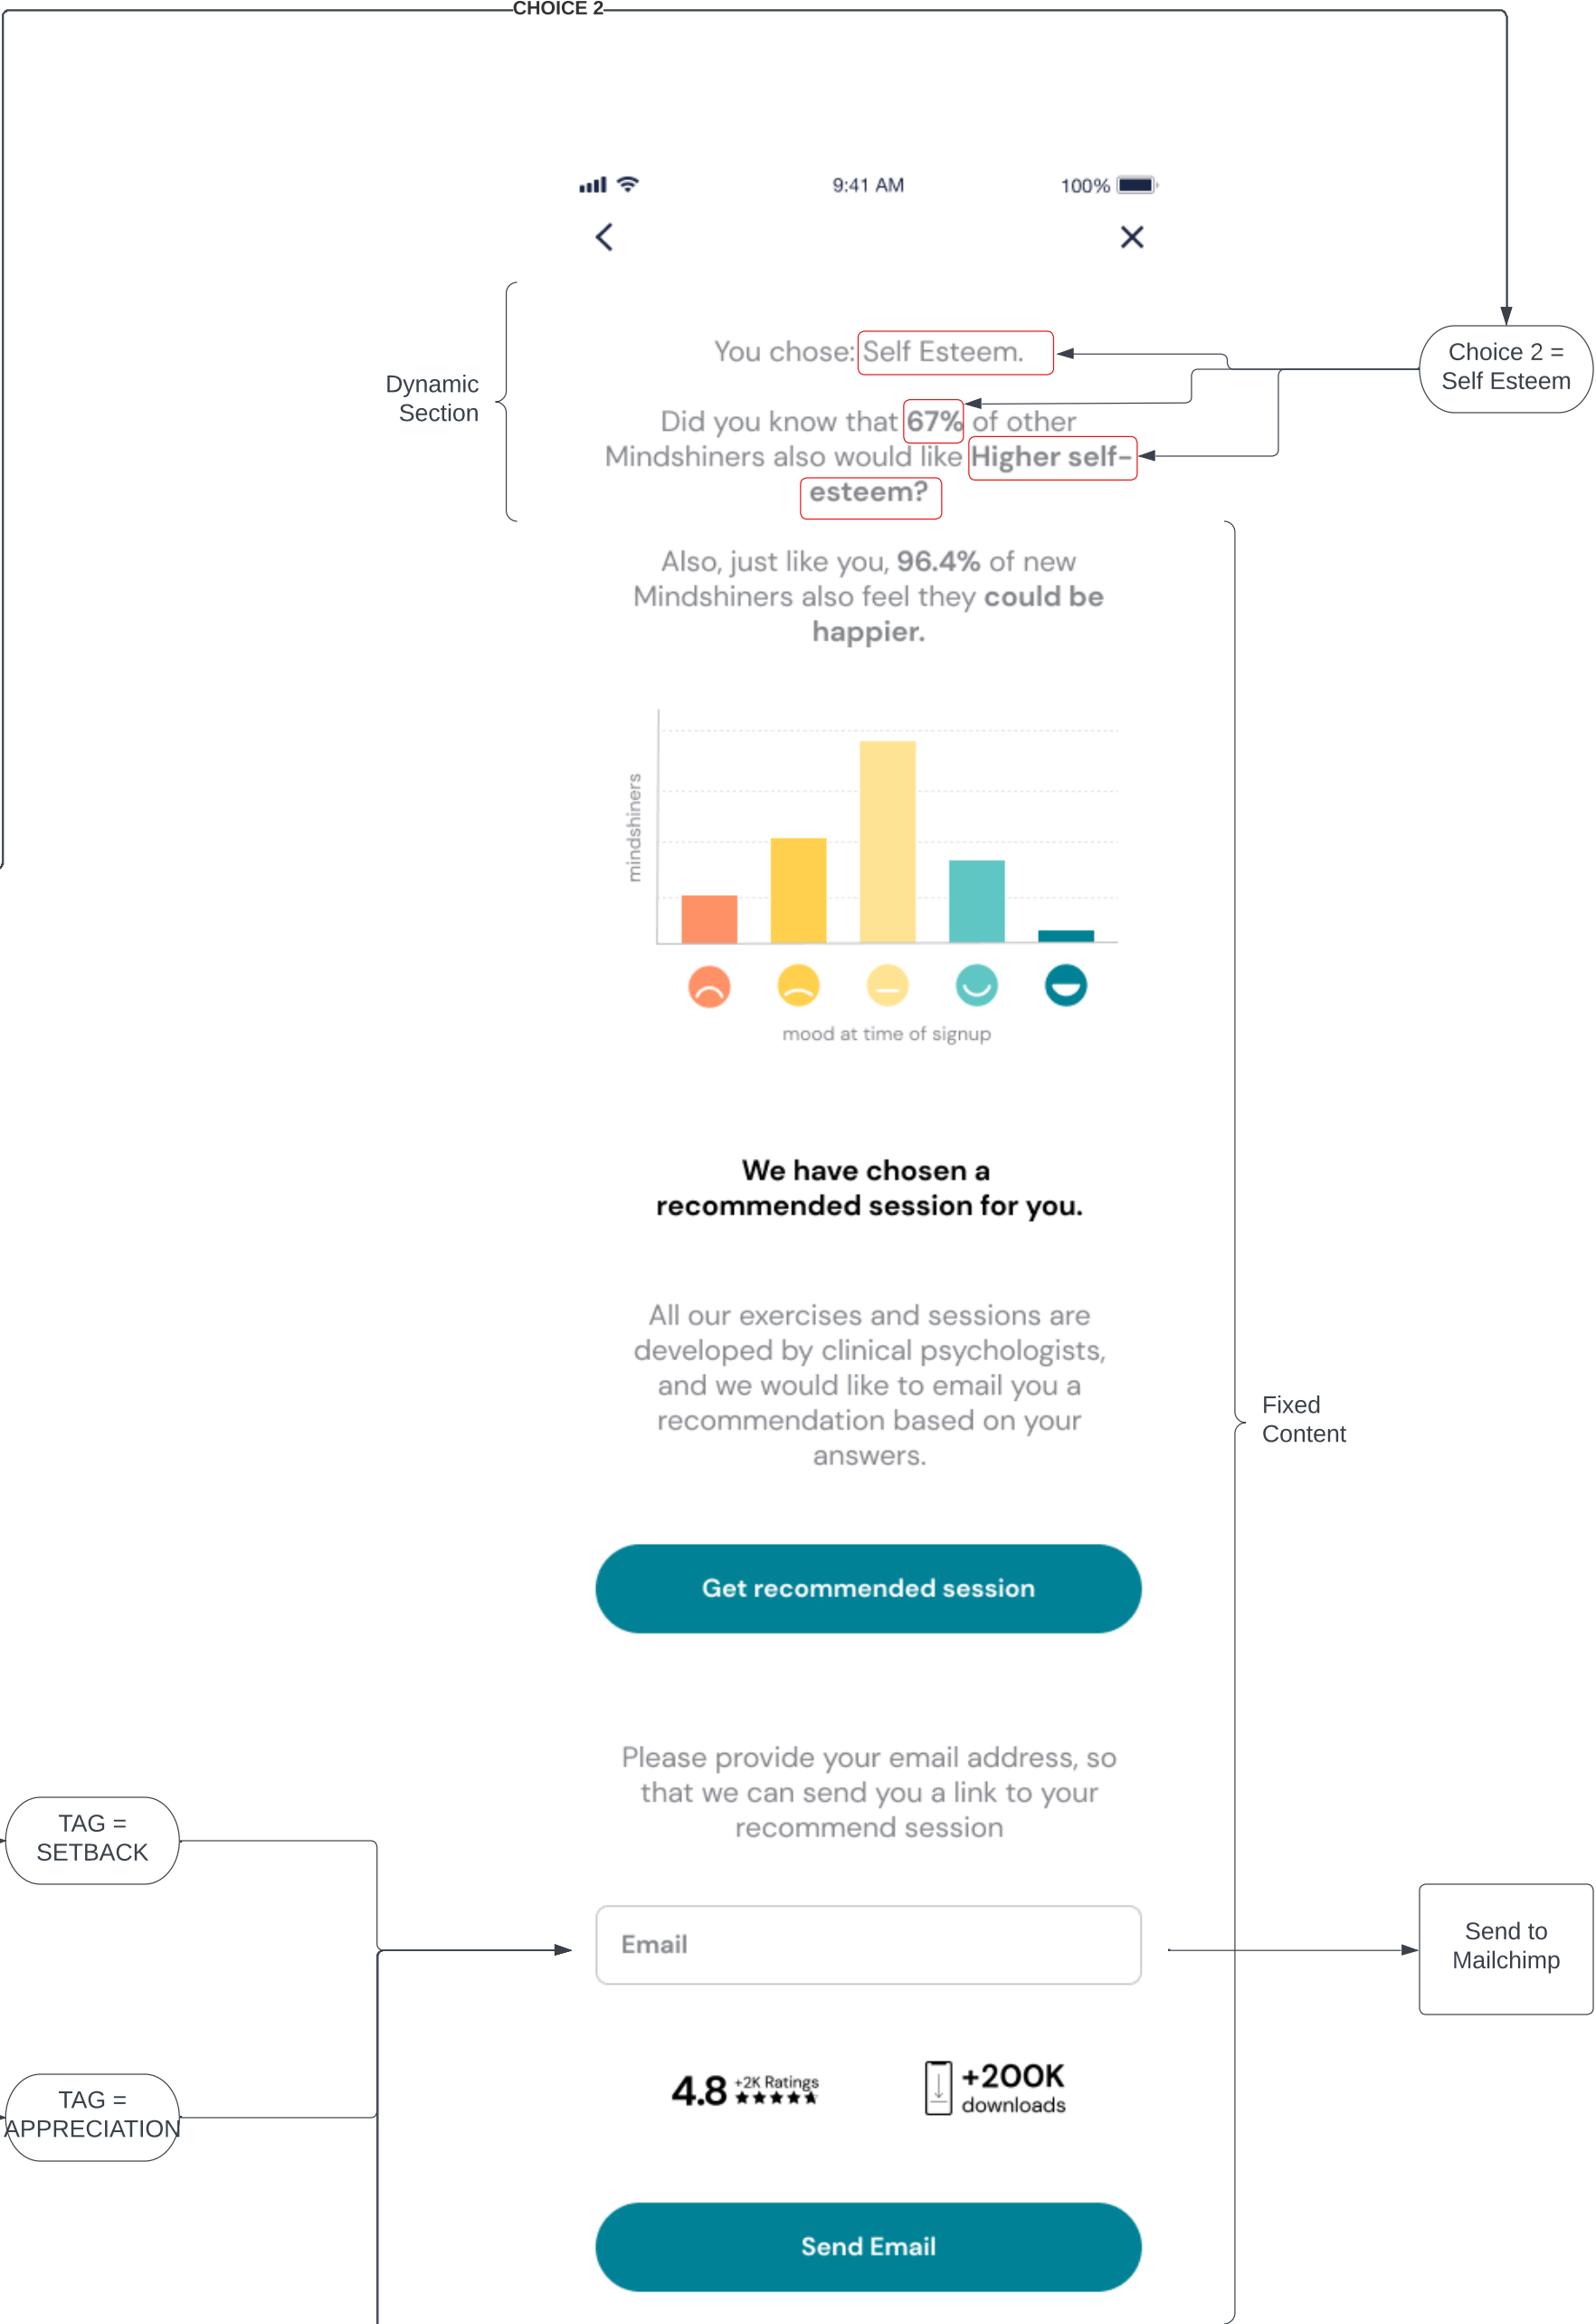 CHOICE 2
9:41 AM
100%
You chose: Self Esteem.
Choice 2 =
Self Esteem
Dynamic
Section
Did you know that 67% of other
Mindshiners also would like Higher self-
esteem?
Also, just like you, 96.4% of new
Mindshiners also feel they could be
happier.
mindshiners
mood at time of signup
We have chosen a
recommended session for you.
All our exercises and sessions are
developed by clinical psychologists,
and we would like to email you a
recommendation based on your
answers.
Fixed
Content
Get recommended session
Please provide your email address, so
that we can send you a link to your
recommend session
TAG =
SETBACK
Email
Send to
Mailchimp
4.8
+2K Ratings
+200K
downloads
TAG =
APPRECIATION
Send Email